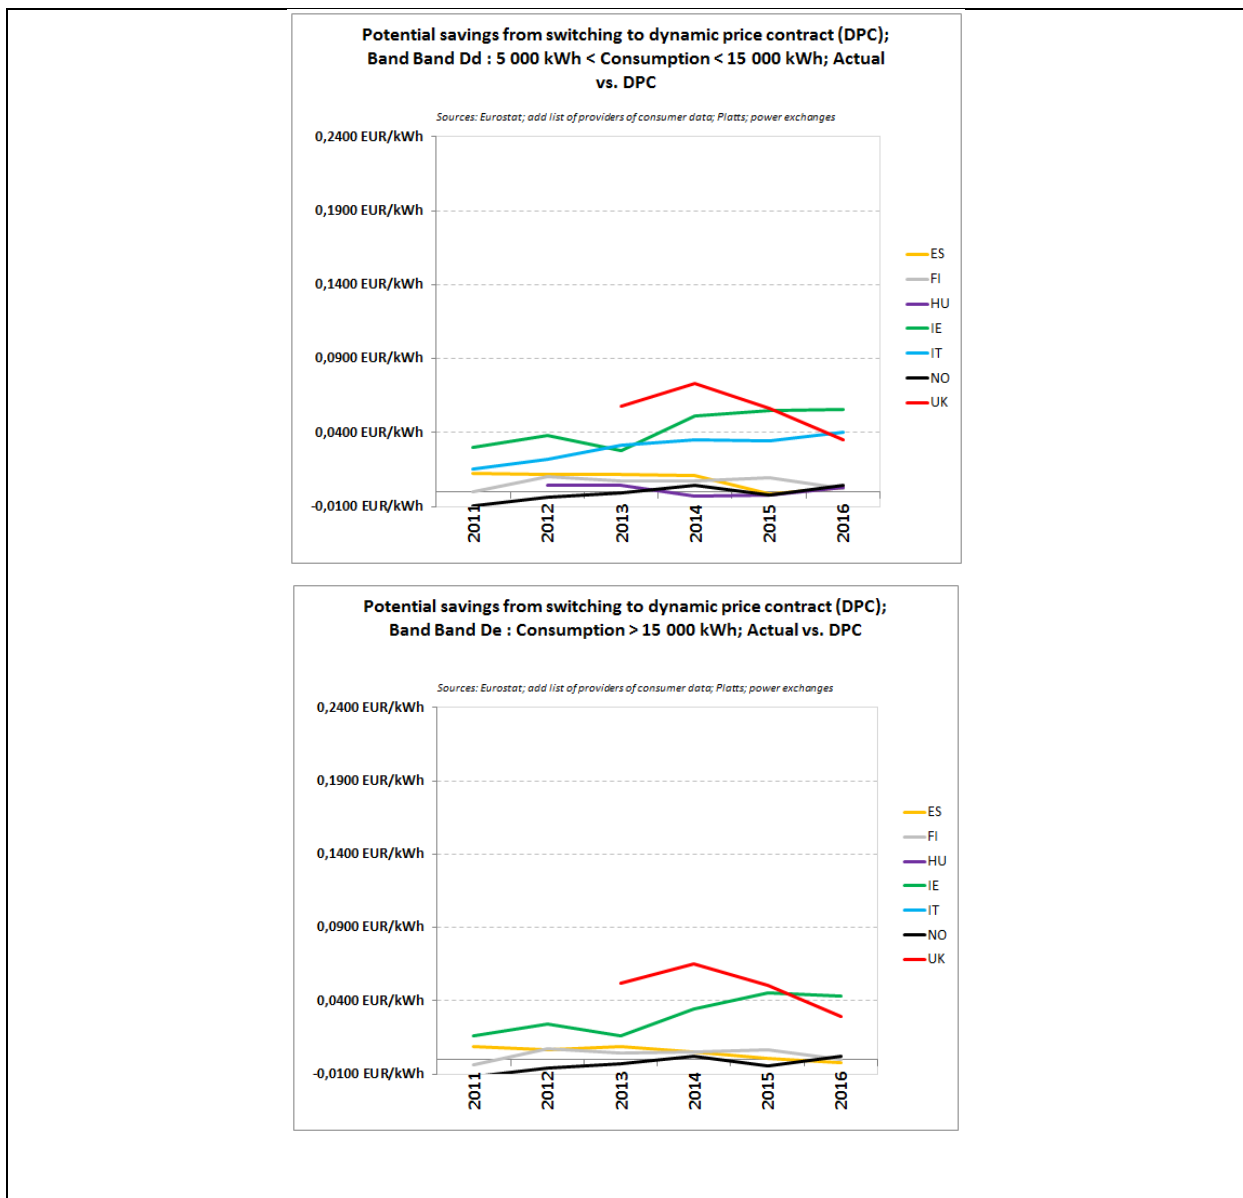 Potential savings from switching to dynamic price contract (DPC);
Band Band Dd : 5 000 kWh < Consumption < 15 000 kWh; Actual
vs. DPC
Sources: Eurostat; add list of providers of consumer data; Platts; power exchanges
0,2400 EUR/kWh
0,1900 EUR/kWh
0,1400 EUR/kWh
0,0900 EUR/kWh
0,0400 EUR/kWh
-0,0100 EUR/kWh
2011
2012
2013
2014
2015
2016
ES
FI
HU
IE
IT
NO
UK
Potential savings from switching to dynamic price contract (DPC);
Band Band De : Consumption > 15 000 kWh; Actual vs. DPC
Sources: Eurostat; add list of providers of consumer data; Platts; power exchanges
0,2400 EUR/kWh
0,1900 EUR/kWh
0,1400 EUR/kWh
0,0900 EUR/kWh
0,0400 EUR/kWh
-0,0100 EUR/kWh
2011
2012
2013
2014
2015
2016
ES
FI
HU
IE
IT
NO
UK